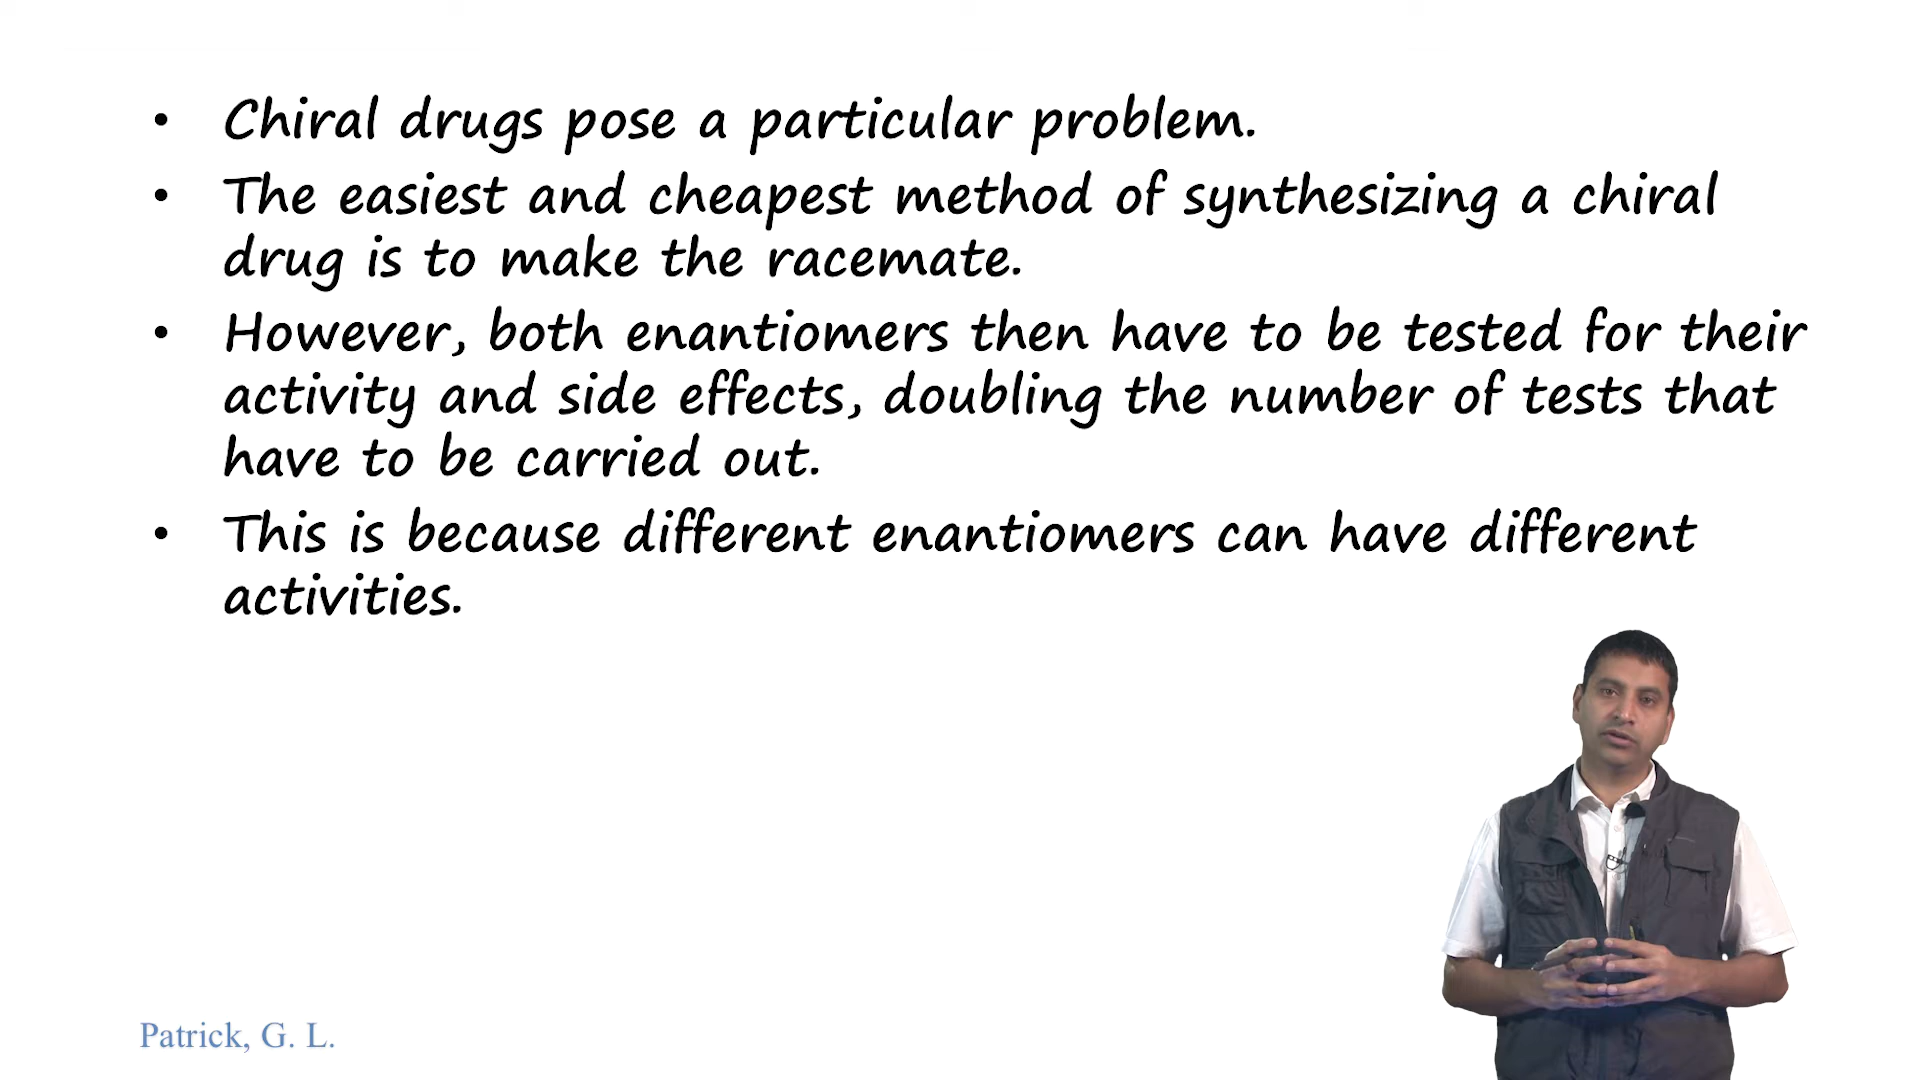 • Chiral drugs pose a particular problem.
• The easiest and cheapest method of synthesizing a chiral
drug is to make the racemate.
• However, both enantiomers then have to be tested for their
activity and side effects, doubling the number of tests that
have to be carried out.
• This is because different enantiomers can have different
activities.
Patrick, G. L.